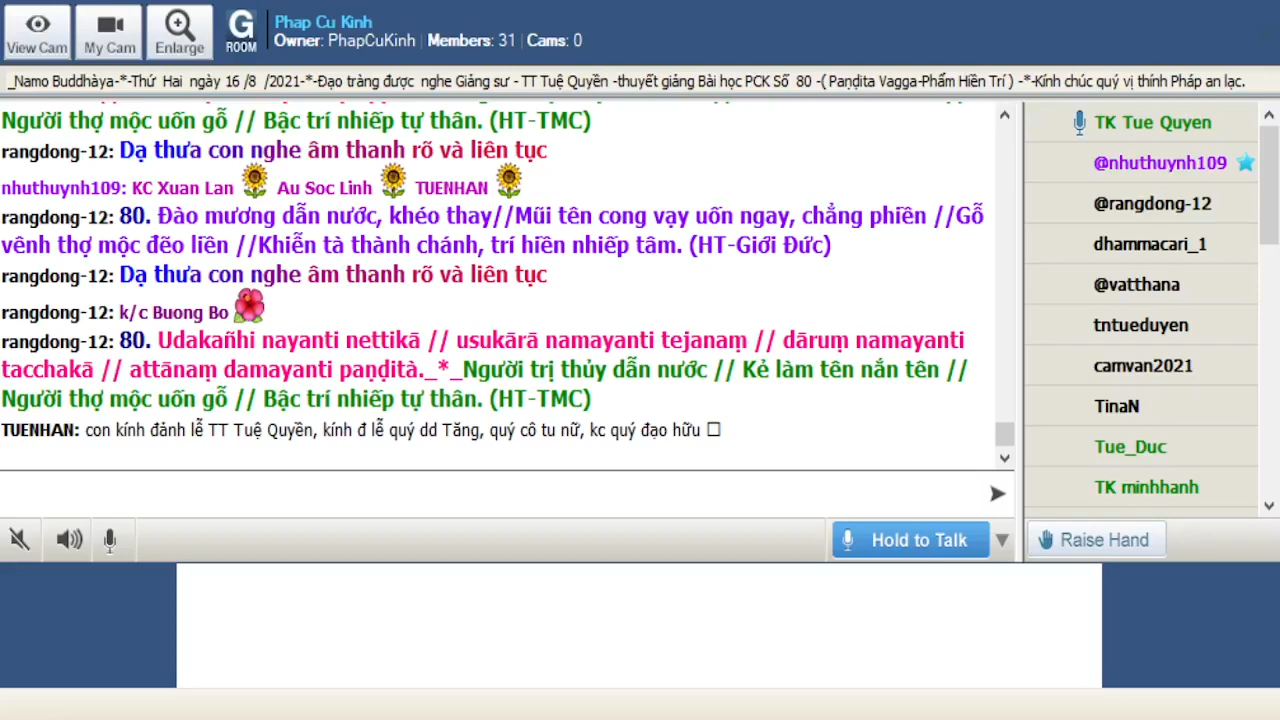 View Cam
My Cam
Enlarge
G
ROOM
Phap Cu Kinh
Owner: PhapCuKinh | Members: 31 | Cams: 0
_Namo Buddhàya-*-Thứ Hai ngày 16 /8 /2021-*-Đạo tràng được nghe Giảng sư - TT Tuệ Quyền -thuyết giảng Bài học PCK Số 80 -( Paṇḍita Vagga-Phẩm Hiền Trí ) -*-Kính chúc quý vị thính Pháp an lạc.
Người thợ mộc uốn gỗ // Bậc trí nhiếp tự thân. (HT-TMC)
rangdong-12: Dạ thưa con nghe âm thanh rõ và liên tục
nhuthuynh109: KC Xuan Lan Au Soc Linh TUENHAN
rangdong-12: 80. Đào mương dẫn nước, khéo thay//Mũi tên cong vạy uốn ngay, chẳng phiền //Gỗ
vênh thợ mộc đẽo liền //Khiễn tà thành chánh, trí hiền nhiếp tâm. (HT-Giới Đức)
rangdong-12: Dạ thưa con nghe âm thanh rõ và liên tục
rangdong-12: k/c Buong Bo
rangdong-12: 80. Udakañhi nayanti nettikā // usukārā namayanti tejanaṃ // dāruṃ namayanti
tacchakā // attānaṃ damayanti paṇḍità._*_Người trị thủy dẫn nước // Kẻ làm tên nắn tên //
Người thợ mộc uốn gỗ // Bậc trí nhiếp tự thân. (HT-TMC)
TUENHAN: con kính đảnh lễ TT Tuệ Quyền, kính đ lễ quý dd Tăng, quý cô tu nữ, kc quý đạo hữu □
TK Tue Quyen
@nhuthuynh109
@rangdong-12
dhammacari_1
@vatthana
tntueduyen
camvan2021
TinaN
Tue_Duc
TK minhhanh
Hold to Talk
Raise Hand